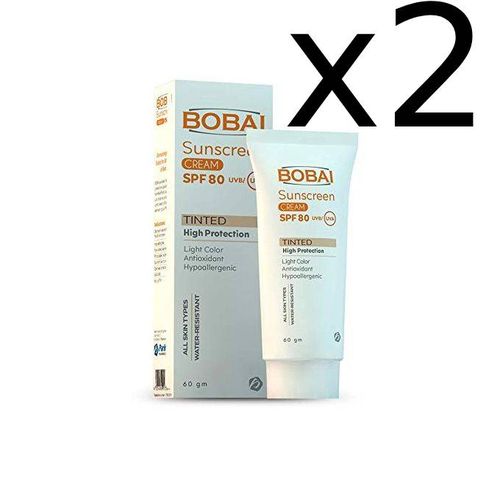 x2
BOBAI
Sunscreen
CREAM
SPF 80 UVB/
TINTED
High Protection
Light Color
Antioxidant
Hypoallergenic
ALL SKIN TYPES
WATER-RESISTANT
60 gm
BOBAI
Sunscreen
CREAM
SPF 80 UVB/ UVA
TINTED
High Protection
Light Color
Antioxidant
Hypoallergenic
ALL SKIN TYPES
WATER-RESISTANT
60 gm
BOBAI
Sunscreen